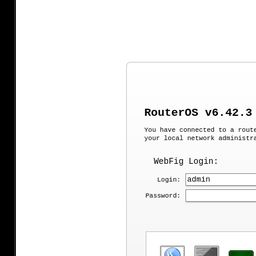 RouterOS v6.42.3
You have connected to a route
your local network administra
WebFig Login:
Login: admin
Password: